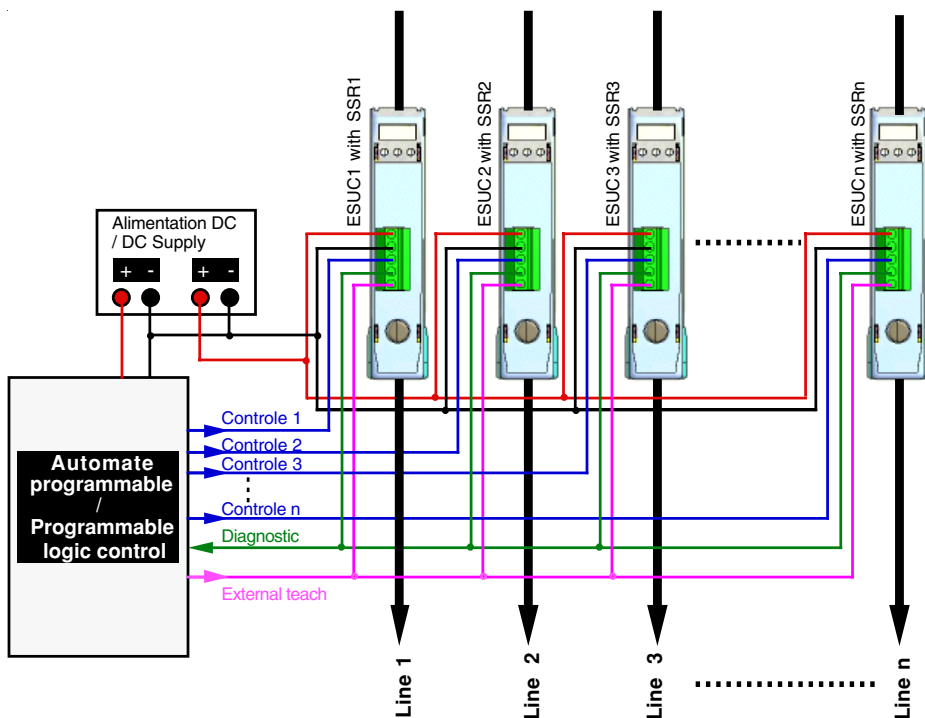 ESUC1 with SSR1
ESUC2 with SSR2
ESUC3 with SSR3
ESUCn with SSRn
Alimentation DC
/ DC Supply
+ - + -
Controle 1
Controle 2
Controle 3
Controle n
Diagnostic
External teach
Automate
programmable
/
Programmable
logic control
Line 1
Line 2
Line 3
Line n